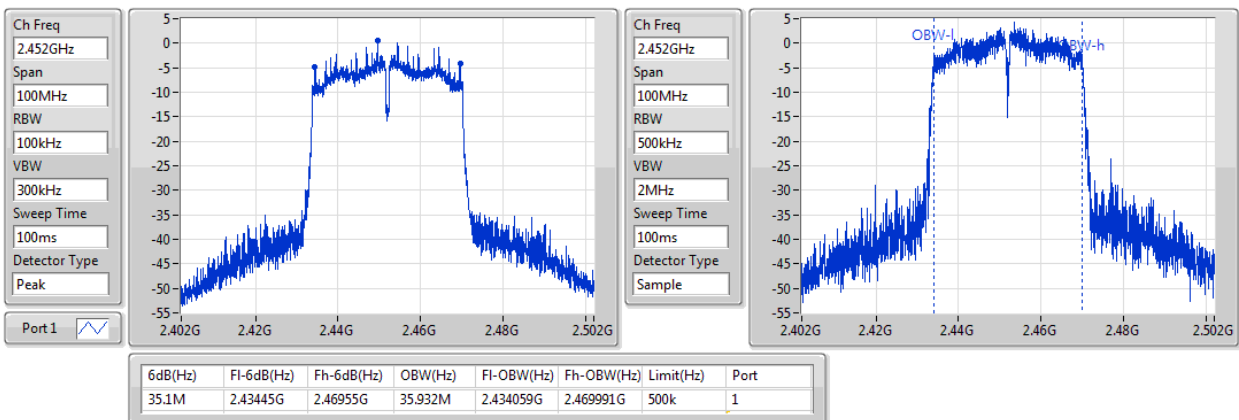 Ch Freq
2.452GHz
Span
100MHz
RBW
100kHz
VBW
300kHz
Sweep Time
100ms
Detector Type
Peak
Port 1
5
0
-5
-10
-15
-20
-25
-30
-35
-40
-45
-50
-55
2.402G 2.42G 2.44G 2.46G 2.48G 2.502G
Ch Freq
2.452GHz
Span
100MHz
RBW
500kHz
VBW
2MHz
Sweep Time
100ms
Detector Type
Sample
5
0
-5
-10
-15
-20
-25
-30
-35
-40
-45
-50
-55
OBW-l
BW-h
2.402G 2.42G 2.44G 2.46G 2.48G 2.502G
6dB(Hz) Fl-6dB(Hz) Fh-6dB(Hz) OBW(Hz) Fl-OBW(Hz) Fh-OBW(Hz) Limit(Hz) Port
35.1M 2.43445G 2.46955G 35.932M 2.434059G 2.469991G 500k 1